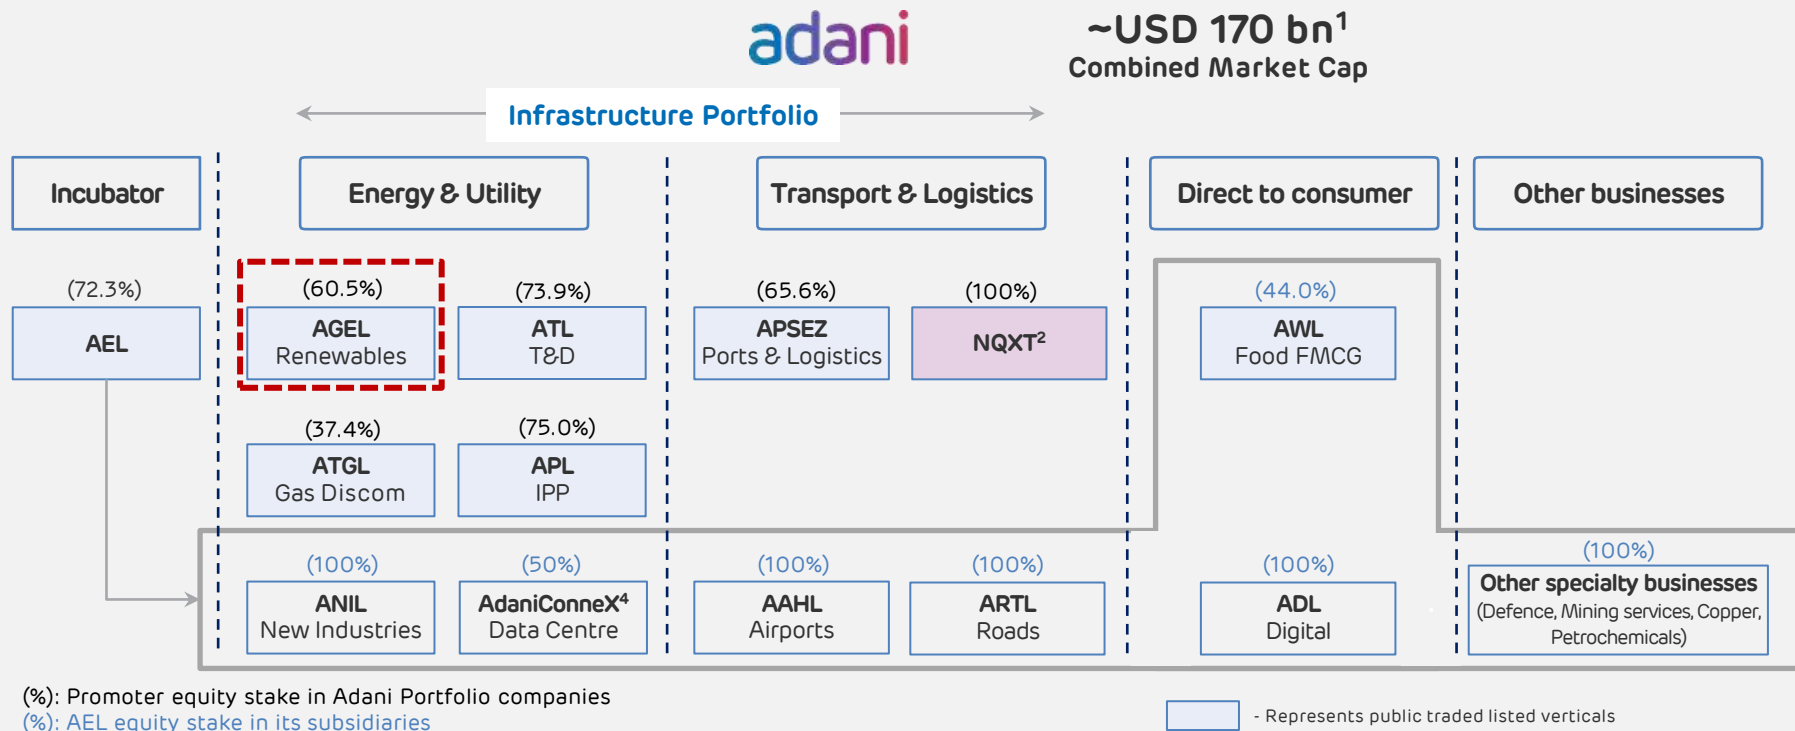 adani
~USD 170 bn¹
Combined Market Cap
Infrastructure Portfolio
Incubator
Energy & Utility
Transport & Logistics
Direct to consumer
Other businesses
(72.3%)
AEL
(60.5%)
AGEL
Renewables
(73.9%)
ATL
T&D
(65.6%)
APSEZ
Ports & Logistics
(100%)
NQXT²
(44.0%)
AWL
Food FMCG
(37.4%)
ATGL
Gas Discom
(75.0%)
APL
IPP
(100%)
ANIL
New Industries
(50%)
AdaniConneX⁴
Data Centre
(100%)
AAHL
Airports
(100%)
ARTL
Roads
(100%)
ADL
Digital
(100%)
Other specialty businesses
(Defence, Mining services, Copper,
Petrochemicals)
(%): Promoter equity stake in Adani Portfolio companies
(%): AEL equity stake in its subsidiaries
- Represents public traded listed verticals